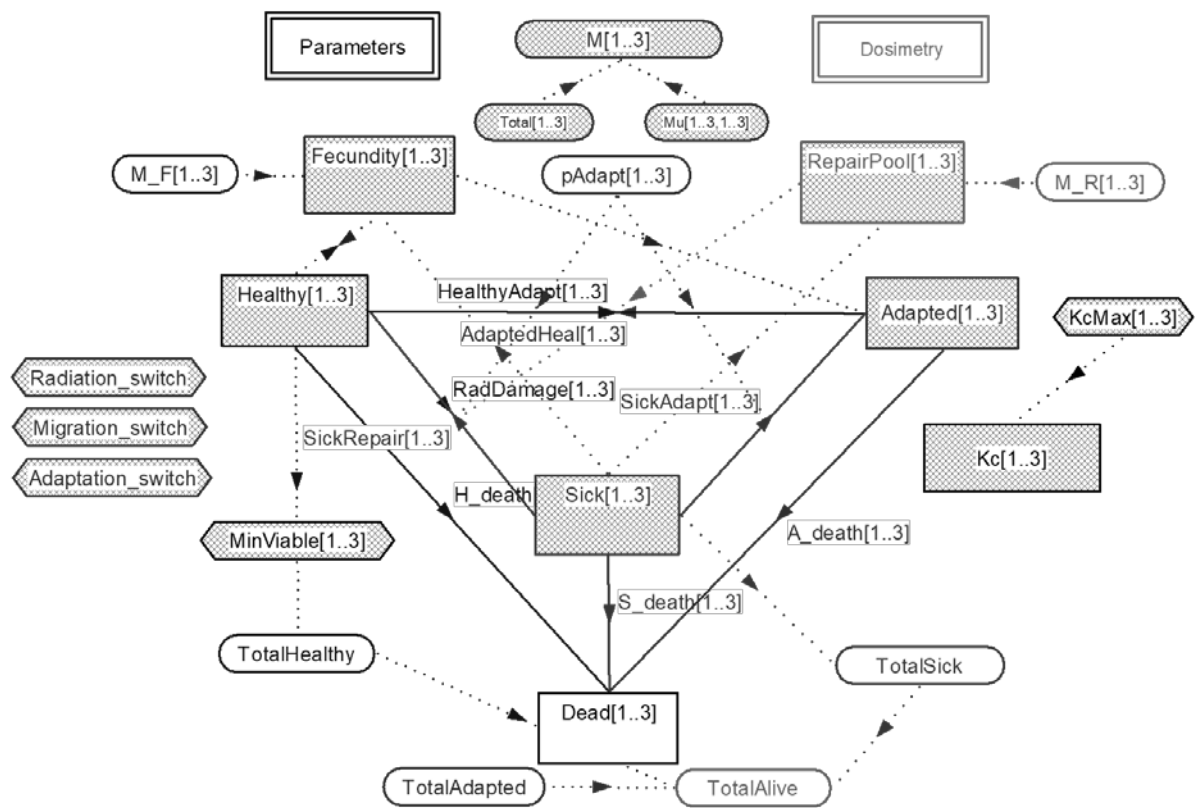 Parameters
M[1..3]
Dosimetry
Total[1..3]
Mu[1..3,1..3]
Fecundity[1..3]
RepairPool[1..3]
M_F[1..3]
pAdapt[1..3]
M_R[1..3]
HealthyAdapt[1..3]
Healthy[1..3]
Adapted[1..3]
KcMax[1..3]
AdaptedHeal[1..3]
Radiation_switch
RadDamage[1..3]
SickAdapt[1..3]
Migration_switch
SickRepair[1..3]
Kc[1..3]
Adaptation_switch
H_death
Sick[1..3]
MinViable[1..3]
A_death[1..3]
S_death[1..3]
TotalHealthy
TotalSick
Dead[1..3]
TotalAdapted
TotalAlive